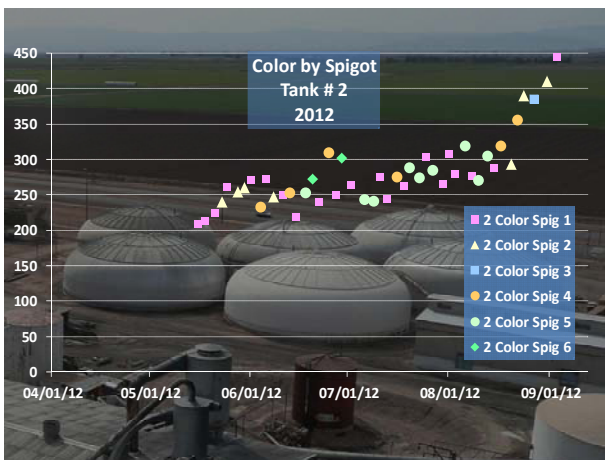 Color by Spigot
Tank # 2
2012
450
400
350
300
250
200
150
100
50
0
04/01/12 05/01/12 06/01/12 07/01/12 08/01/12 09/01/12
2 Color Spig 1
2 Color Spig 2
2 Color Spig 3
2 Color Spig 4
2 Color Spig 5
2 Color Spig 6